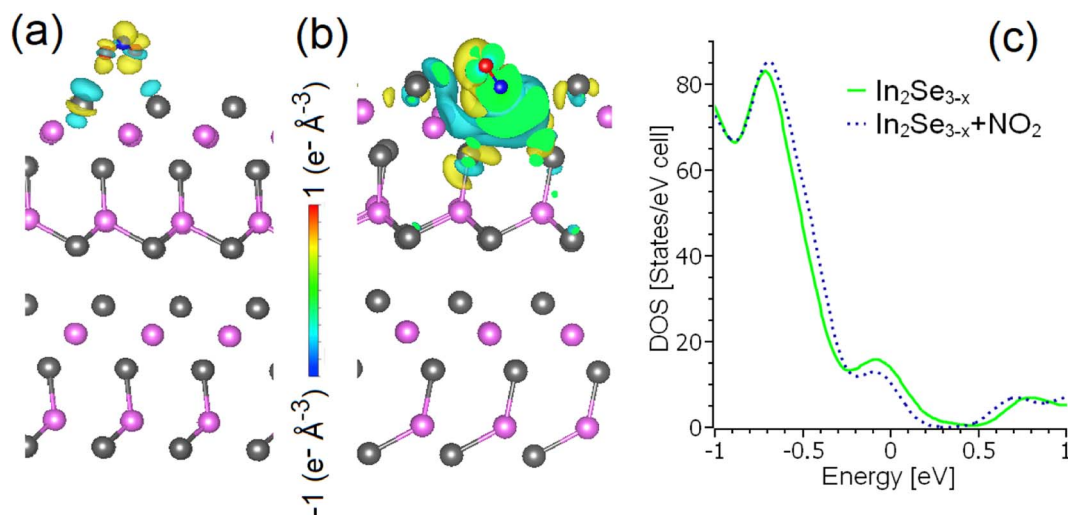 (a)
(b)
(c)
1 (e⁻ Å⁻³)
−1 (e⁻ Å⁻³)
DOS [States/eV cell]
80
60
40
20
0
In₂Se₃₋ₓ
In₂Se₃₋ₓ+NO₂
-1
-0.5
0
0.5
1
Energy [eV]